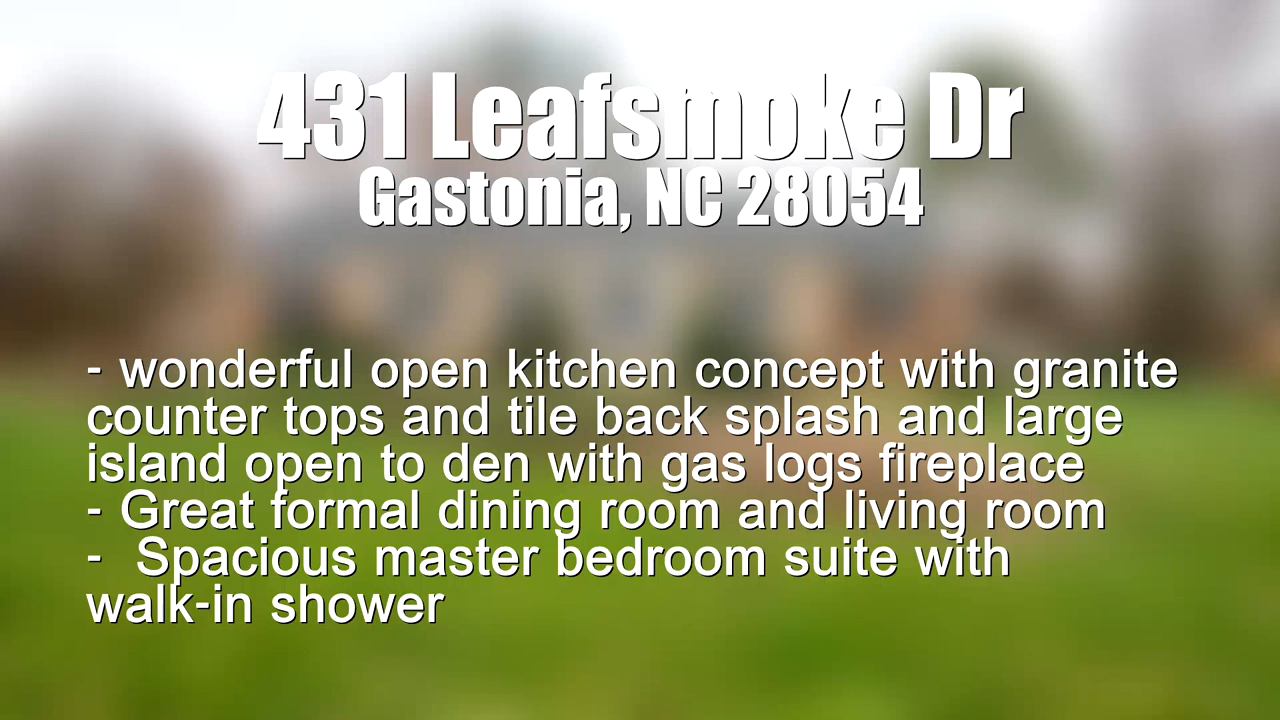 431 Leafsmoke Dr
Gastonia, NC 28054
- wonderful open kitchen concept with granite
counter tops and tile back splash and large
island open to den with gas logs fireplace
- Great formal dining room and living room
-  Spacious master bedroom suite with
walk-in shower